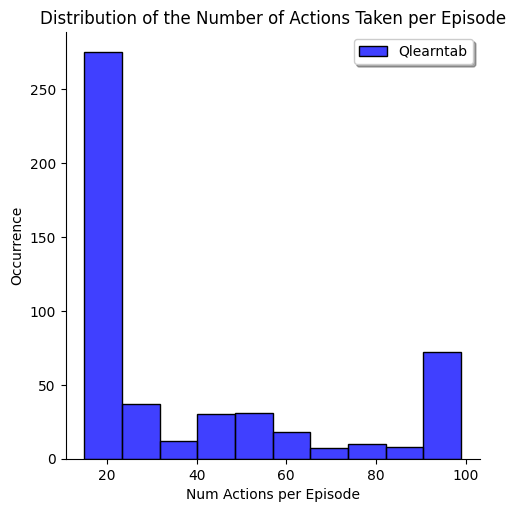 Distribution of the Number of Actions Taken per Episode
Qlearntab
250
200
150
100
50
0
Occurrence
20 40 60 80 100
Num Actions per Episode